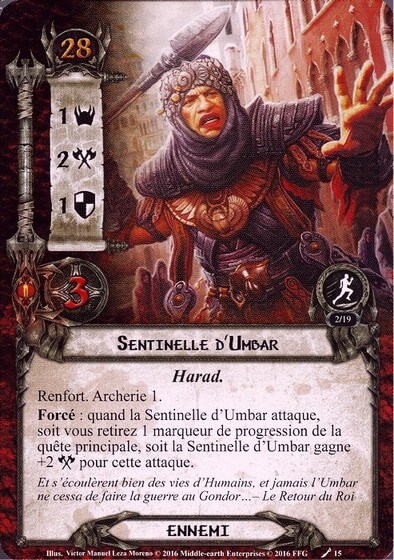 28
1
2
1
3
2/19
Sentinelle d'Umbar
Harad.
Renfort. Archerie 1.
Forcé : quand la Sentinelle d'Umbar attaque,
soit vous retirez 1 marqueur de progression de la
quête principale, soit la Sentinelle d'Umbar gagne
+2 pour cette attaque.
Et s'écoulèrent bien des vies d'Humains, et jamais l'Umbar
ne cessa de faire la guerre au Gondor…– Le Retour du Roi
ENNEMI
Illus. Victor Manuel Leza Moreno © 2016 Middle-earth Enterprises © 2016 FFG 15